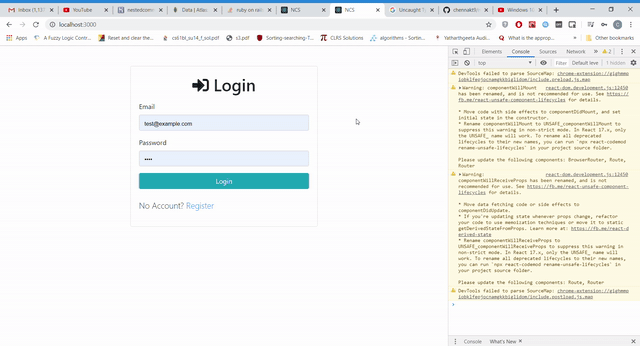 Inbox (1,13
YouTube
nestedcomm
Data | Atlas:
ruby on rails
NCS
NCS
Uncaught T
chennakitt
Windows 1
localhost:3000
Apps
A Fuzzy Logic Contr...
Reset and clear the...
cs61bl_su14_f_sol.pdf
s3.pdf
Sorting-searching-T...
CLRS Solutions
algorithms - Sortin...
Yatharthgeeta Audi...
Other bookmarks
Elements
Console
Sources
Network
2
top
Filter
Default levels
1 hidden
DevTools failed to parse SourceMap: chrome-extension://gighmmpiobklfepjocnamgkkbiglidom/include.preload.js.map
Warning: componentWillMount
react-dom.development.js:12450
has been renamed, and is not recommended for use. See https://fb.me/react-unsafe-component-lifecycles for details.
* Move code with side effects to componentDidMount, and set
initial state in the constructor.
* Rename componentWillMount to UNSAFE_componentWillMount to
suppress this warning in non-strict mode. In React 17.x, only
the UNSAFE_ name will work. To rename all deprecated
lifecycles to their new names, you can run `npx react-codemod
rename-unsafe-lifecycles` in your project source folder.
Please update the following components: BrowserRouter, Route,
Router
Warning:
react-dom.development.js:12450
componentWillReceiveProps has been renamed, and is not
recommended for use. See https://fb.me/react-unsafe-component-lifecycles for details.
* Move data fetching code or side effects to
componentDidUpdate.
* If you're updating state whenever props change, refactor
your code to use memoization techniques or move it to
static getDerivedStateFromProps. Learn more at: https://fb.me/react-derived-state
* Rename componentWillReceiveProps to
UNSAFE_componentWillReceiveProps to suppress this warning in
non-strict mode. In React 17.x, only the UNSAFE_ name will
work. To rename all deprecated lifecycles to their new names,
you can run `npx react-codemod rename-unsafe-lifecycles` in
your project source folder.
Please update the following components: Route, Router
DevTools failed to parse SourceMap: chrome-extension://gighmmpiobklfepjocnamgkkbiglidom/include.postload.js.map
Console
What's New
Login
Email
test@example.com
Password
Login
No Account? Register